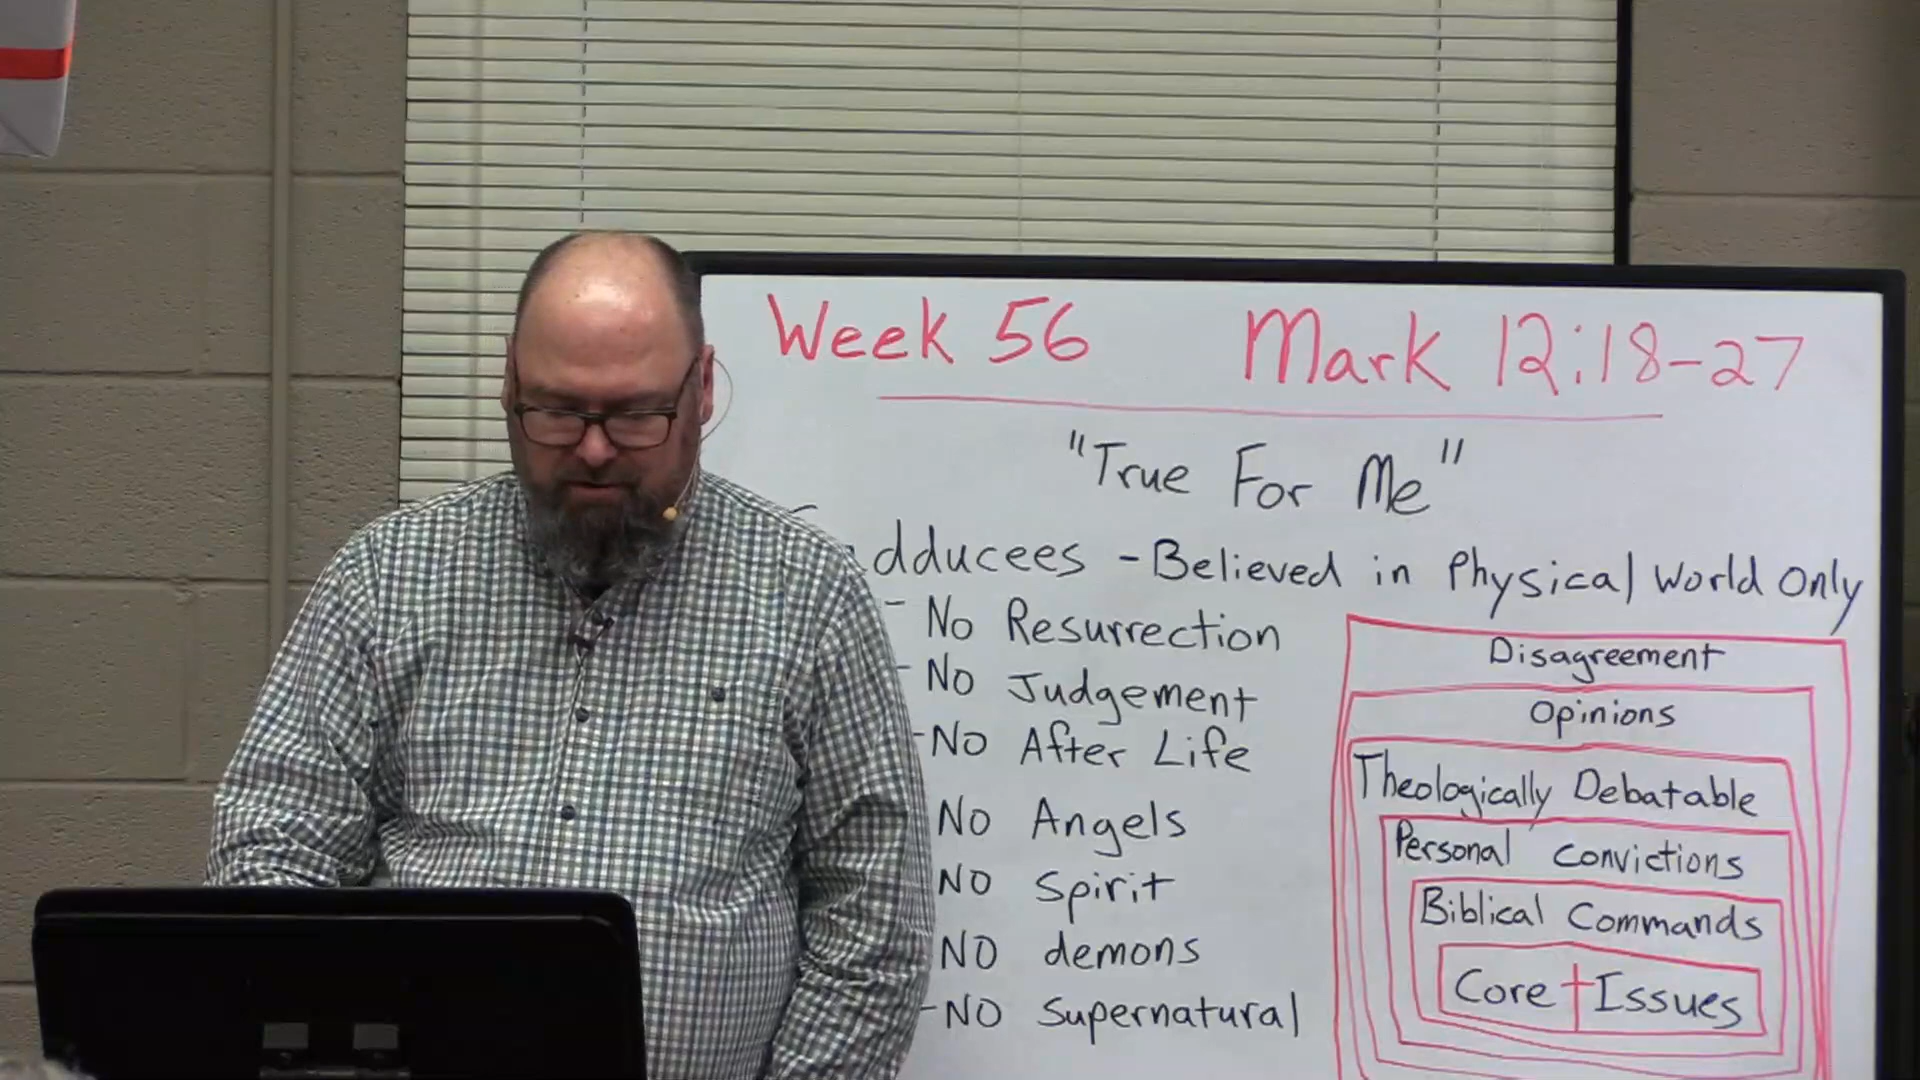 Week 56 Mark 12:18-27
"True For Me"
adducees - Believed in Physical World Only
- No Resurrection
- No Judgement
- No After Life
No Angels
No Spirit
No demons
- No Supernatural
Disagreement
Opinions
Theologically Debatable
Personal Convictions
Biblical Commands
Core Issues